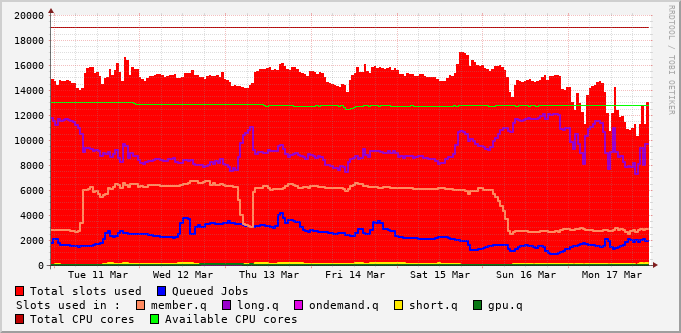 20000
18000
16000
14000
12000
10000
8000
6000
4000
2000
0
Tue 11 Mar Wed 12 Mar Thu 13 Mar Fri 14 Mar Sat 15 Mar Sun 16 Mar Mon 17 Mar
Total slots used Queued Jobs
Slots used in : member.q long.q ondemand.q short.q gpu.q
Total CPU cores Available CPU cores
RRDTOOL / TOBI OETIKER